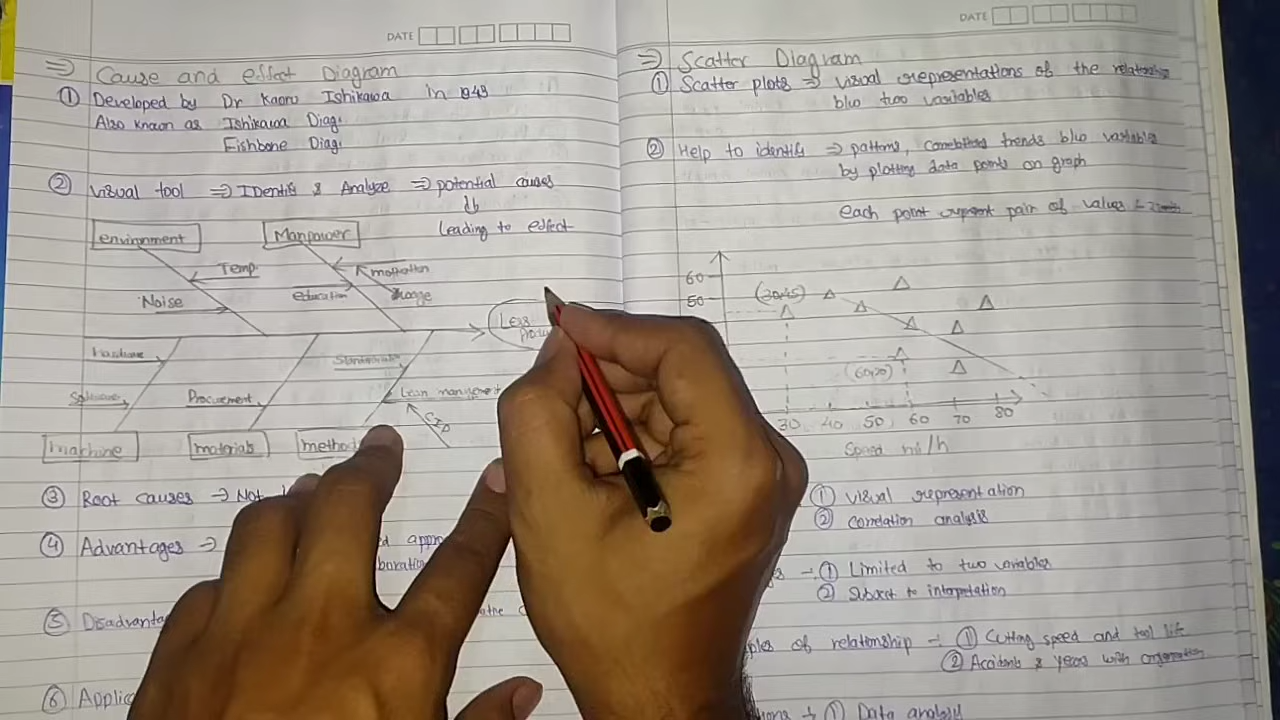 DATE
⇒ Cause and effect Diagram
① Developed by Dr Kaoru Ishikawa in 1943
Also known as Ishikawa Diag.
Fishbone Diag.
② Visual tool ⇒ IDentify & Analyze ⇒ potential causes
Leading to effect
environment
Manpower
Temp.
motivation
Noise
education
Hardware
Software
Procurement
Lean mangement
Less
machine
materials
method
③ Root causes → Not
④ Advantages →
⑤ Disadvanta
⑥ Applic
DATE
⇒ Scatter Diagram
① Scatter plots ⇒ visual representations of the relationship
blw two variables
② Help to identify ⇒ patterns, correlations trends blw variables
by plotting data points on graph
each point represent pair of values
60
50
(30,45)
(60,20)
30 40 50 60 70 80
Speed mi/h
① visual representation
② correlation analysis
① Limited to two variables
② Subject to interpretation
ples of relationship - ① Cutting speed and tool life
② Accidents & years with organization
① Data analysis